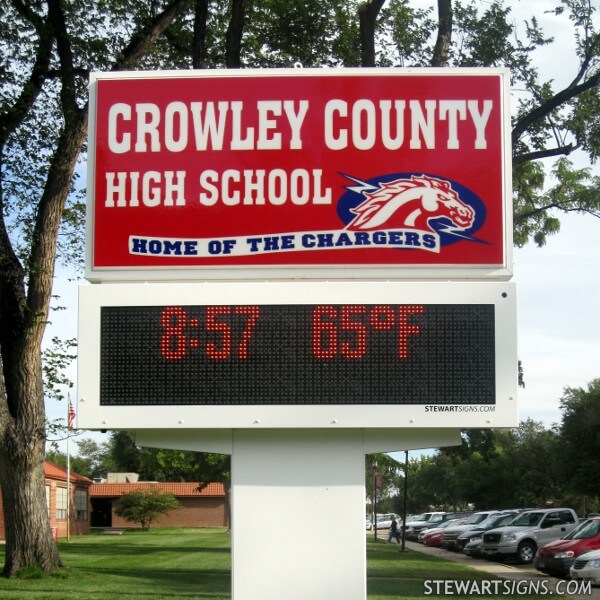 CROWLEY COUNTY
HIGH SCHOOL
HOME OF THE CHARGERS
8:57 65°F
STEWARTSIGNS.COM
STEWARTSIGNS.COM